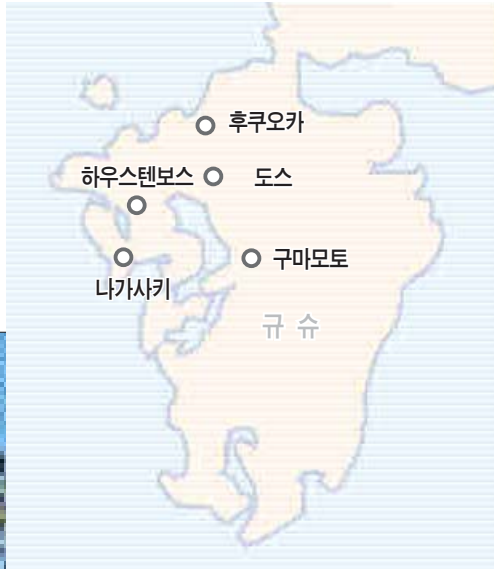 후쿠오카
하우스텐보스
도스
구마모토
나가사키
규 슈